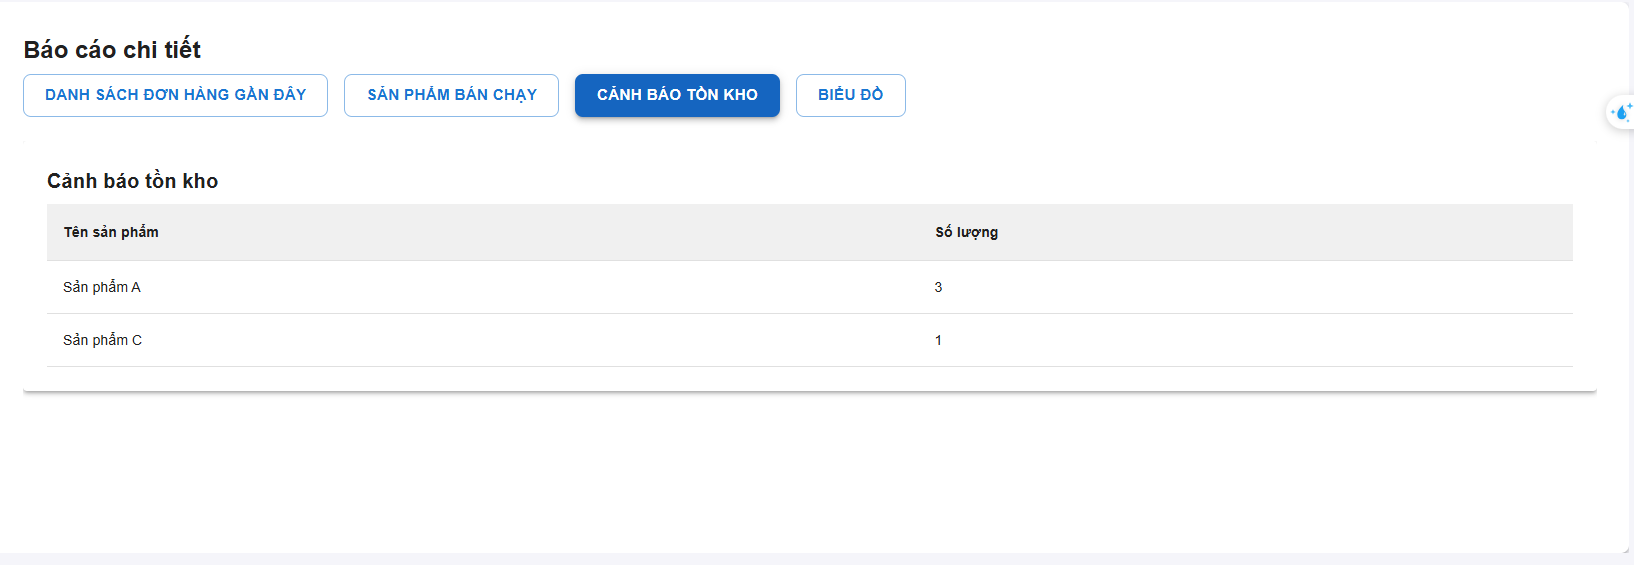 Báo cáo chi tiết
DANH SÁCH ĐƠN HÀNG GẦN ĐÂY SẢN PHẨM BÁN CHẠY CẢNH BÁO TỒN KHO BIỂU ĐỒ
Cảnh báo tồn kho
Tên sản phẩm Số lượng
Sản phẩm A 3
Sản phẩm C 1